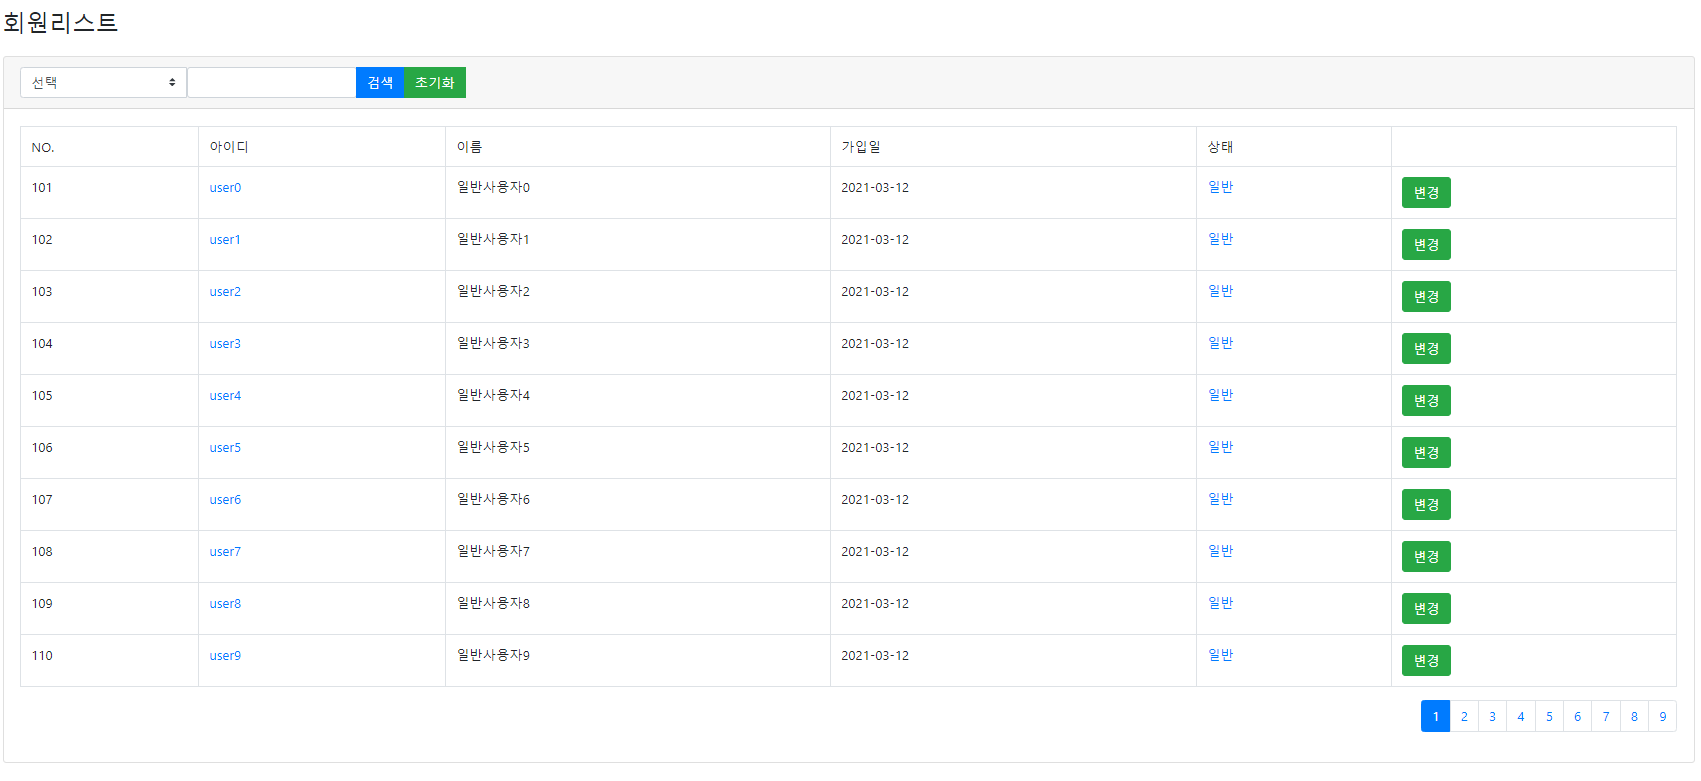 회원리스트
선택 검색 초기화
NO. 아이디 이름 가입일 상태
101 user0 일반사용자0 2021-03-12 일반 변경
102 user1 일반사용자1 2021-03-12 일반 변경
103 user2 일반사용자2 2021-03-12 일반 변경
104 user3 일반사용자3 2021-03-12 일반 변경
105 user4 일반사용자4 2021-03-12 일반 변경
106 user5 일반사용자5 2021-03-12 일반 변경
107 user6 일반사용자6 2021-03-12 일반 변경
108 user7 일반사용자7 2021-03-12 일반 변경
109 user8 일반사용자8 2021-03-12 일반 변경
110 user9 일반사용자9 2021-03-12 일반 변경
1 2 3 4 5 6 7 8 9